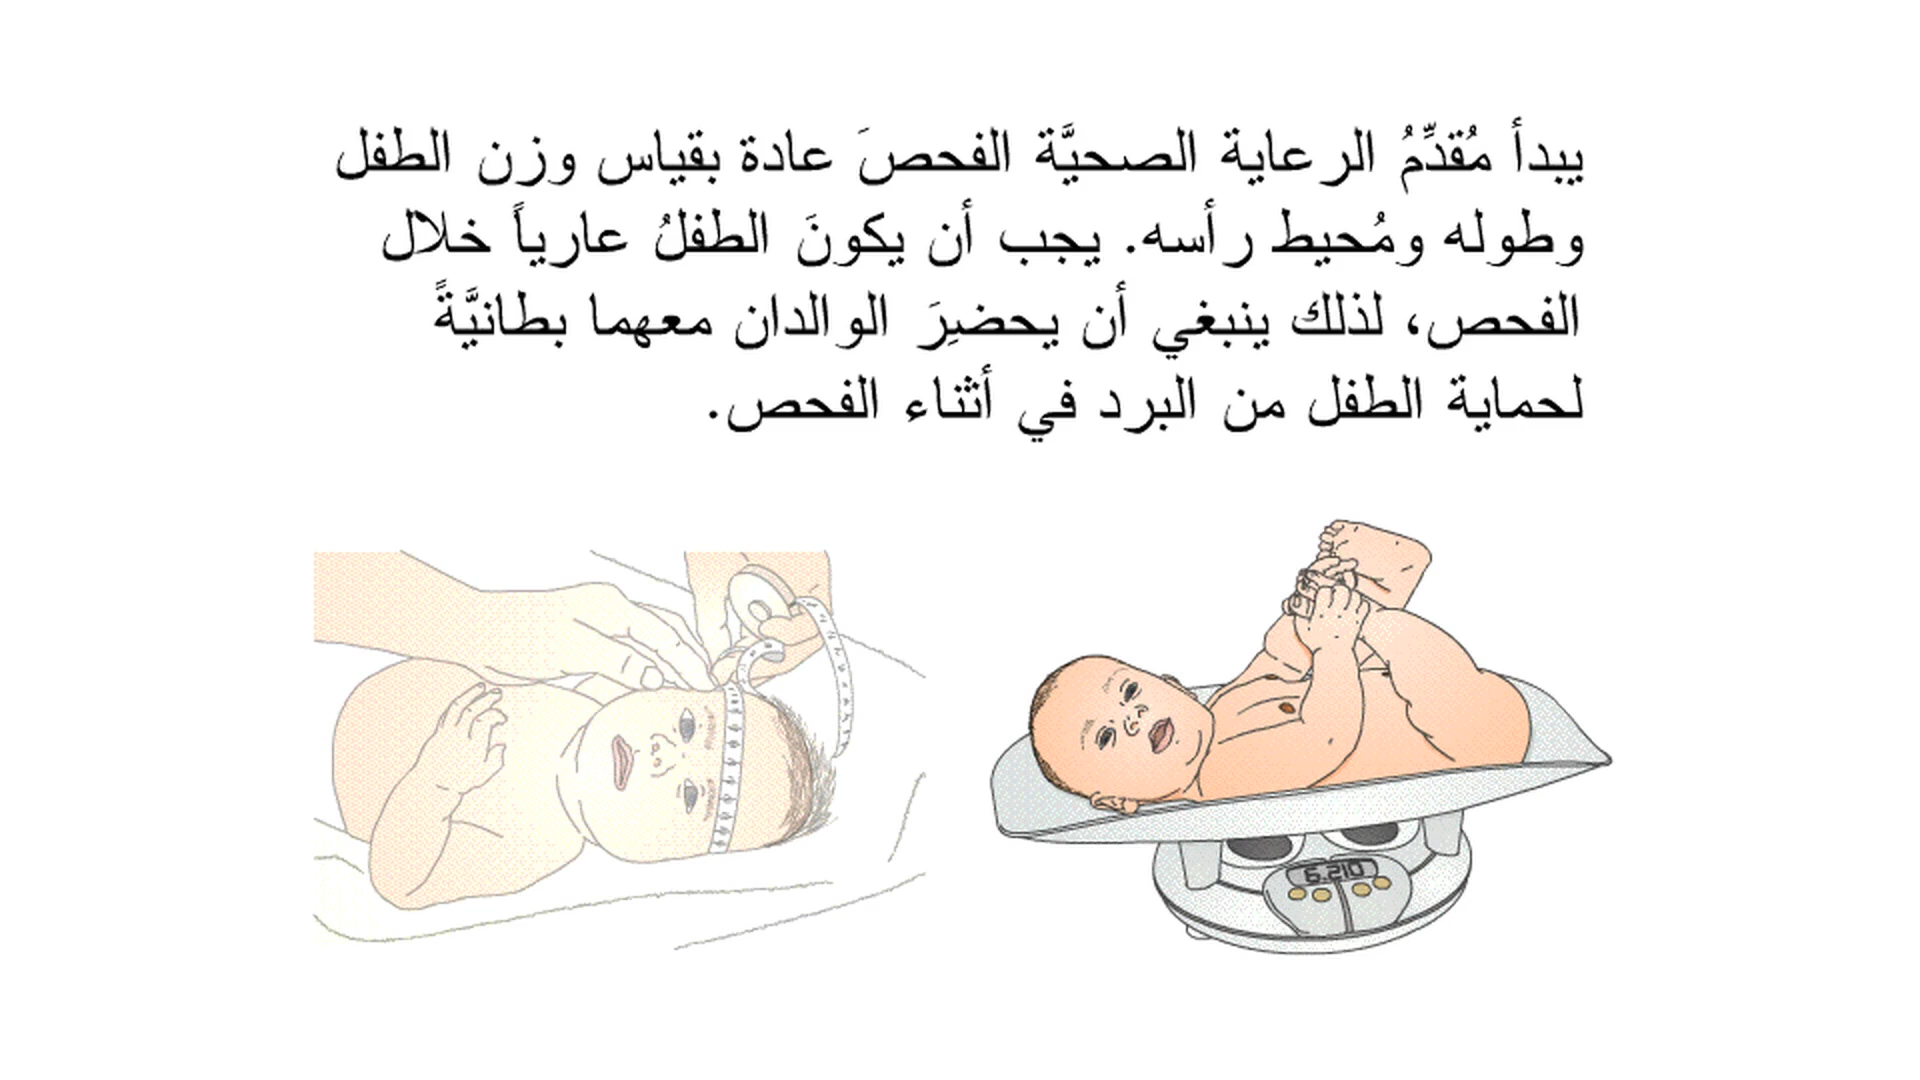 يبدأ مُقدِّمُ الرعاية الصحيَّة الفحصَ عادة بقياس وزن الطفل
وطوله ومُحيط رأسه. يجب أن يكونَ الطفلُ عارياً خلال
الفحص، لذلك ينبغي أن يحضِرَ الوالدان معهما بطانيَّةً
لحماية الطفل من البرد في أثناء الفحص.
6.210